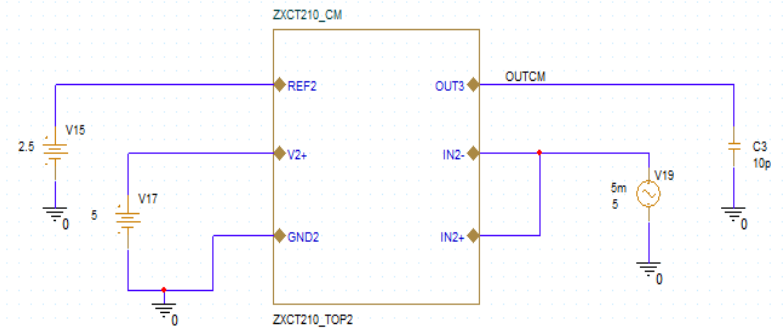 ZXCT210_CM
REF2
OUT3
OUTCM
V15
2.5
C3
10p
V2+
IN2-
V17
5
5m
5
V19
GND2
IN2+
0
0
0
0
ZXCT210_TOP2